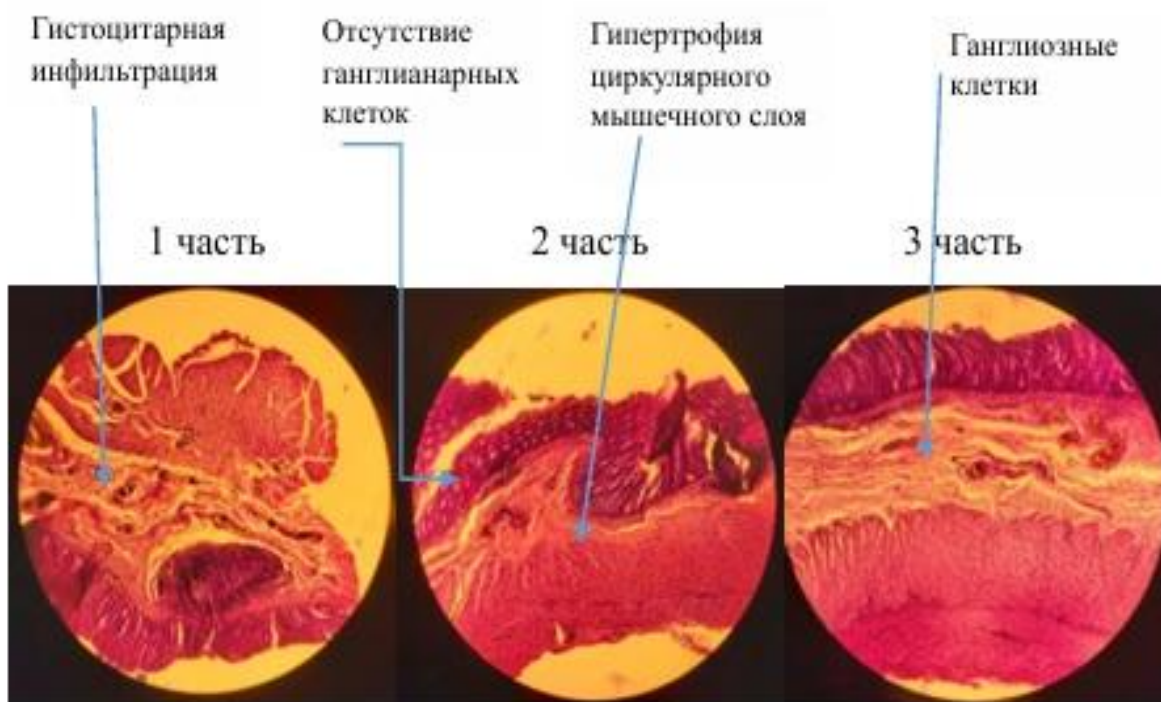 Гистоцитарная
инфильтрация
Отсутствие
ганглианарных
клеток
Гипертрофия
циркулярного
мышечного слоя
Ганглиозные
клетки
1 часть
2 часть
3 часть